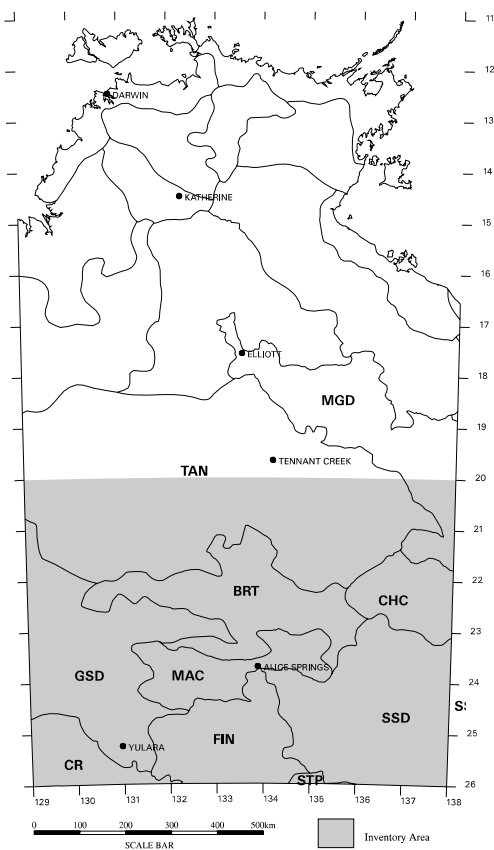 11
12
DARWIN
13
14
KATHERINE
15
16
17
ELLIOTT
18
MGD
19
TENNANT CREEK
TAN
20
21
22
BRT
CHC
23
ALICE SPRINGS
GSD
MAC
24
SSD
25
FIN
YULARA
CR
STP
26
129 130 131 132 133 134 135 136 137 138
0 100 200 300 400 500km
SCALE BAR
Inventory Area